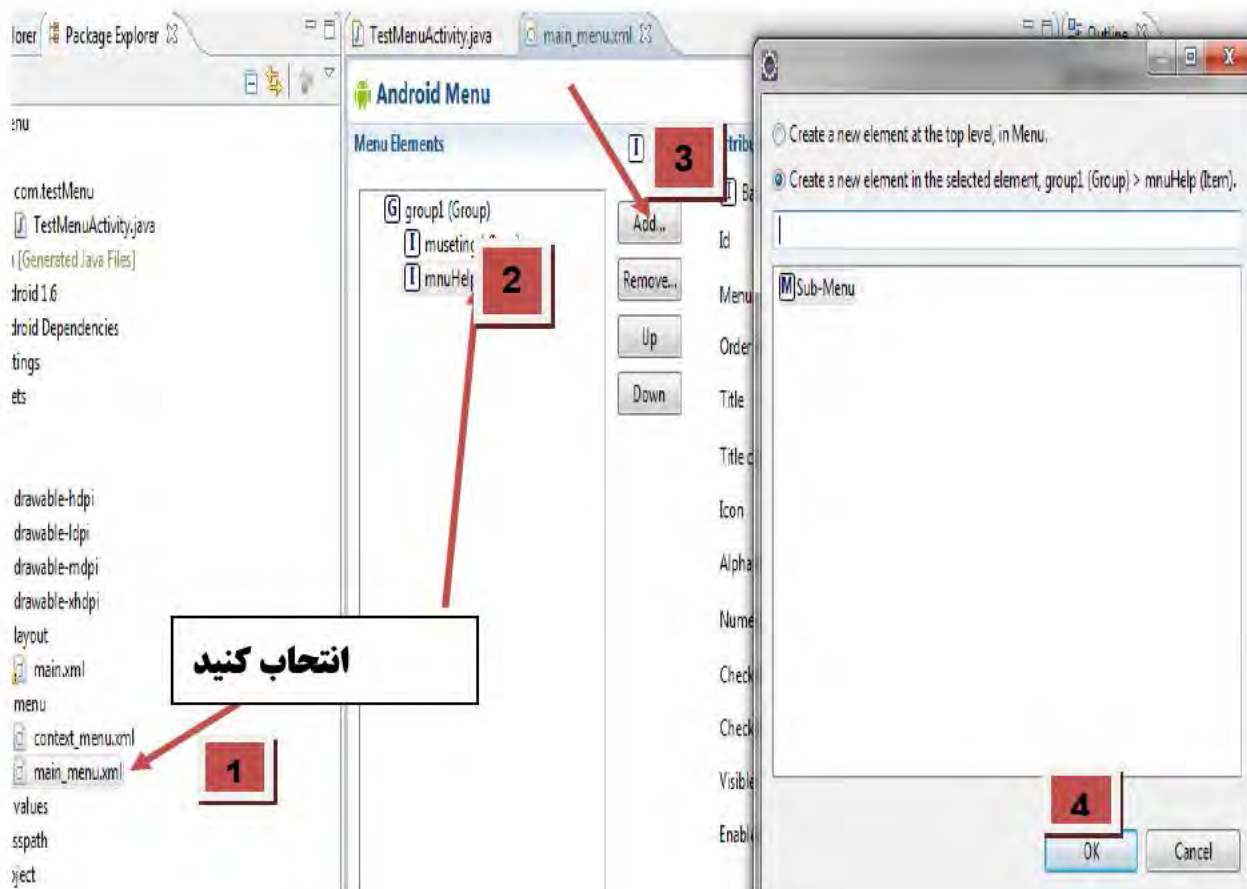 lorer Package Explorer
enu
com.testMenu
TestMenuActivity.java
[Generated Java Files]
droid 1.6
droid Dependencies
tings
ets
drawable-hdpi
drawable-ldpi
drawable-mdpi
drawable-xhdpi
layout
main.xml
menu
context_menu.xml
main_menu.xml
values
sspath
oject
1
انتحاب کنید
TestMenuActivity.java main_menu.xml
Android Menu
Menu Elements
G group1 (Group)
I museting
I mnuHelp
2
3
Add...
Remove...
Up
Down
I
ttribu
I Ba
Id
Menu
Order
Title
Title c
Icon
Alpha
Nume
Check
Check
Visible
Enabl
Outline
Create a new element at the top level, in Menu.
Create a new element in the selected element, group1 (Group) > mnuHelp (Item).
M Sub-Menu
4
OK Cancel